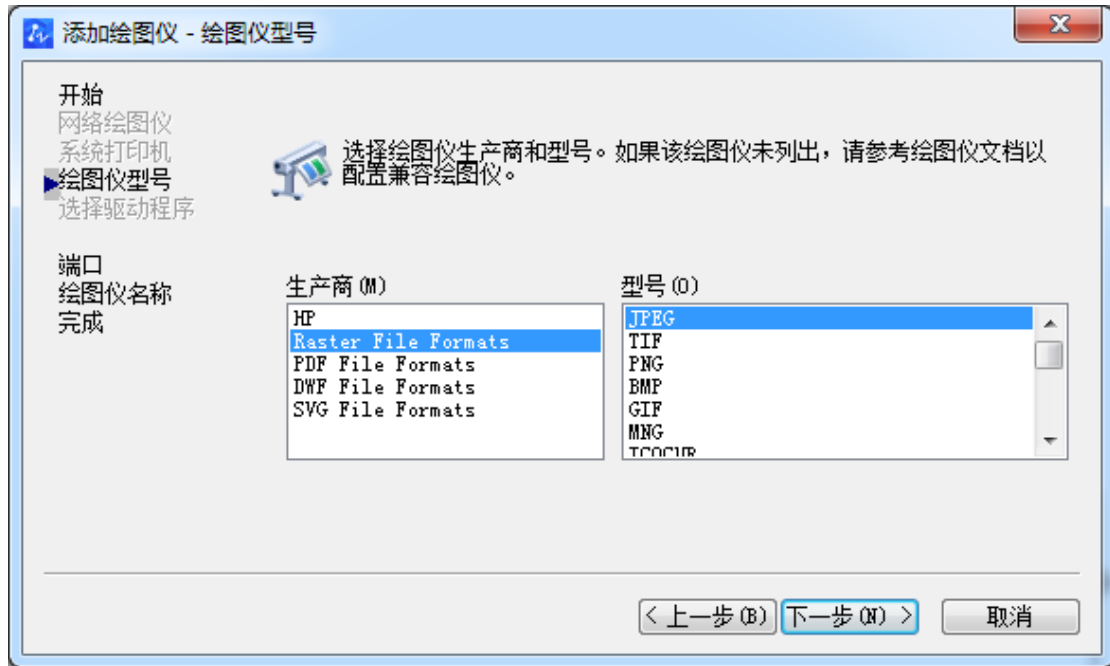 添加绘图仪 - 绘图仪型号
开始
网络绘图仪
系统打印机
绘图仪型号
选择驱动程序
端口
绘图仪名称
完成
选择绘图仪生产商和型号。如果该绘图仪未列出，请参考绘图仪文档以
配置兼容绘图仪。
生产商(M)
HP
Raster File Formats
PDF File Formats
DWF File Formats
SVG File Formats
型号(O)
JPEG
TIF
PNG
BMP
GIF
MNG
ICOCUR
< 上一步(B)
下一步(N) >
取消